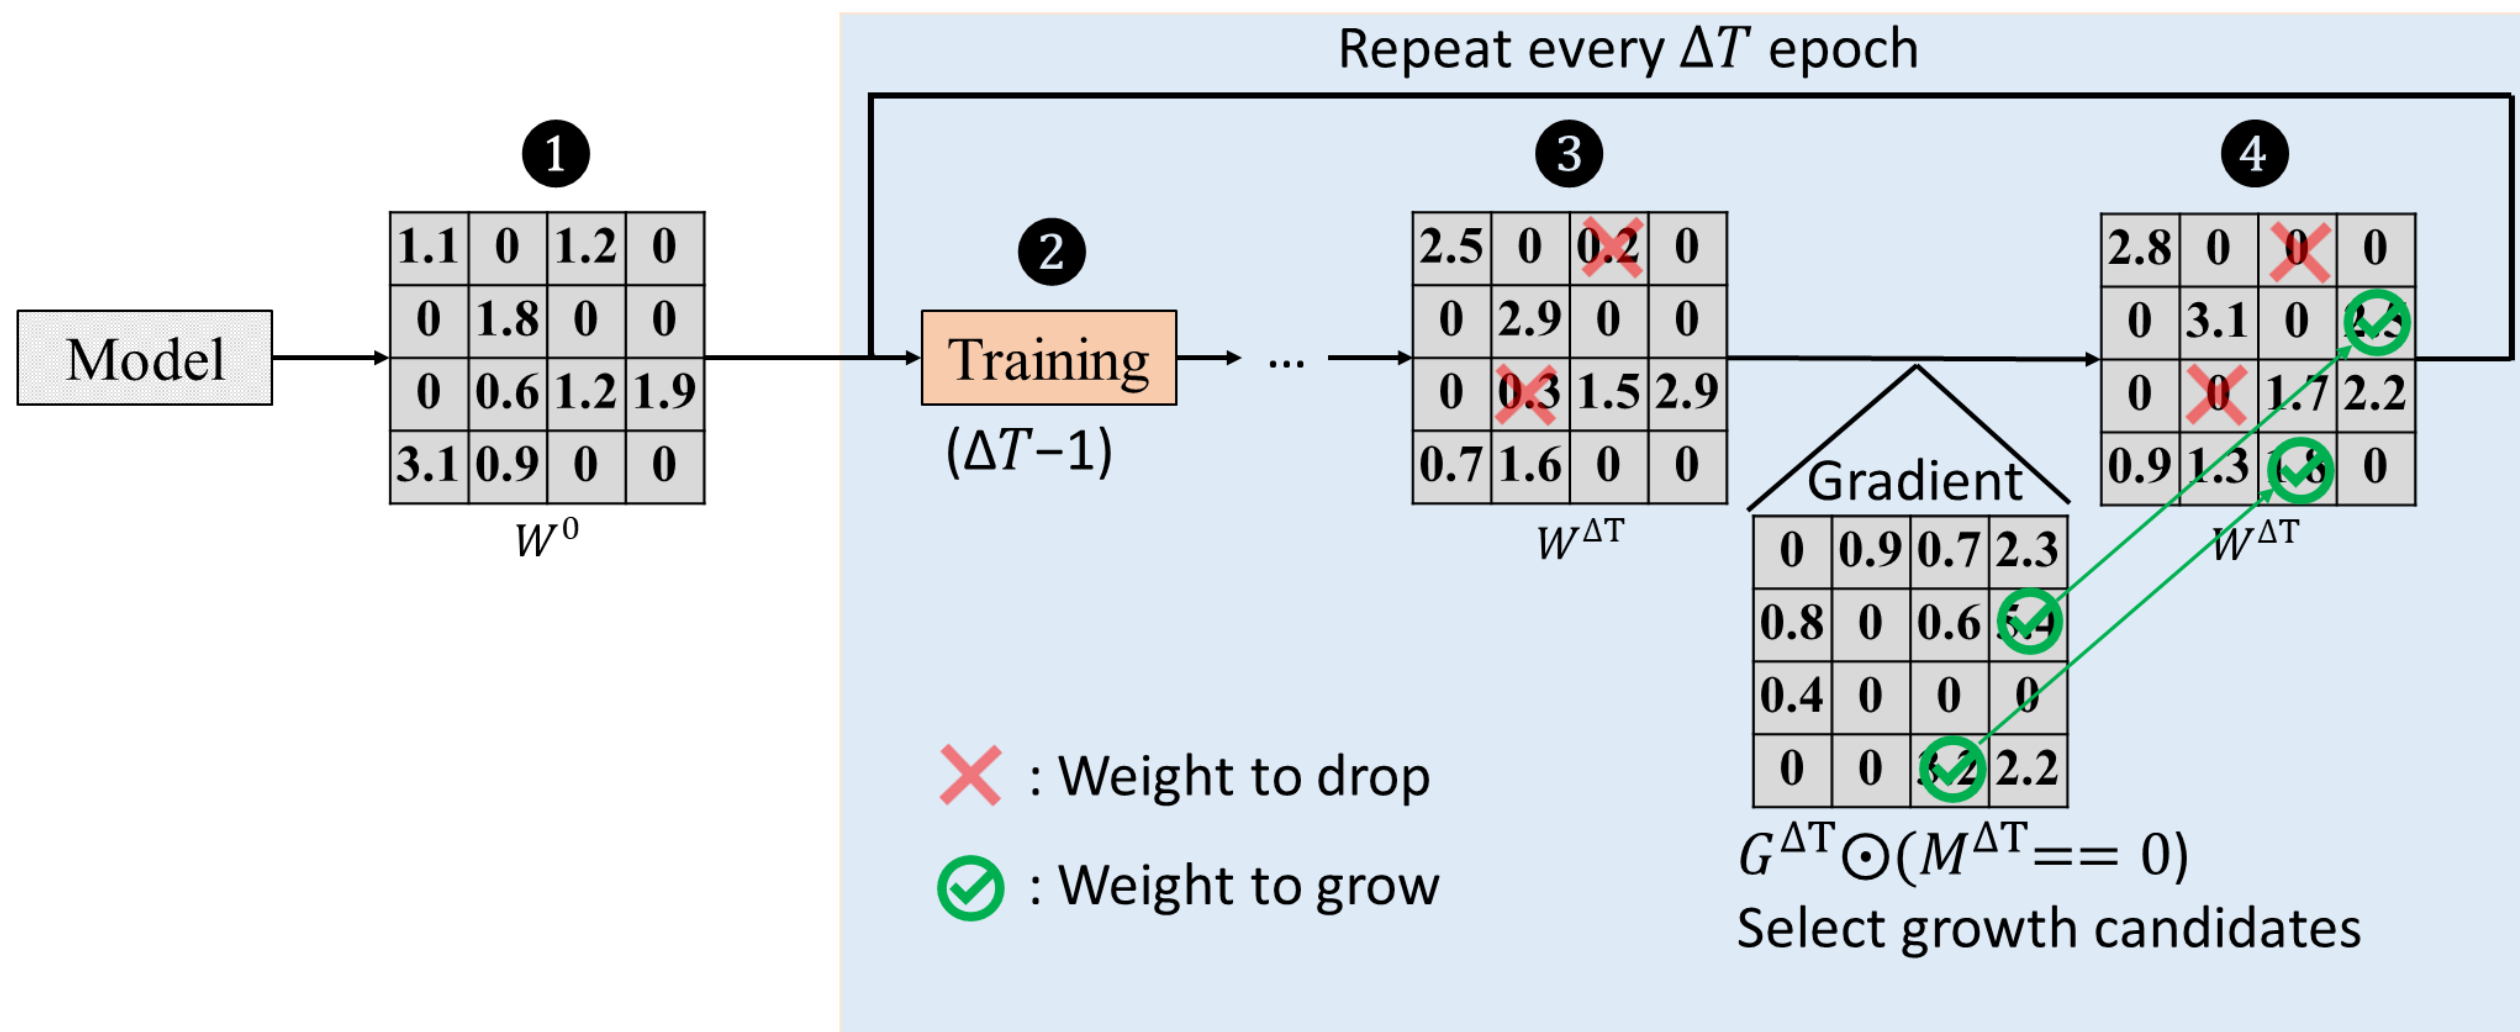 Repeat every ΔT epoch
❶
❷
❸
❹
Model
1.1 0 1.2 0
0 1.8 0 0
0 0.6 1.2 1.9
3.1 0.9 0 0
W⁰
Training
(ΔT−1)
...
2.5 0 0.2 0
0 2.9 0 0
0 0.3 1.5 2.9
0.7 1.6 0 0
W^ΔT
Gradient
0 0.9 0.7 2.3
0.8 0 0.6 5.4
0.4 0 0 0
0 0 3.2 2.2
G^ΔT⊙(M^ΔT== 0)
Select growth candidates
2.8 0 0 0
0 3.1 0
0 0 1.7 2.2
0.9 1.3 1.8 0
W^ΔT
: Weight to drop
: Weight to grow